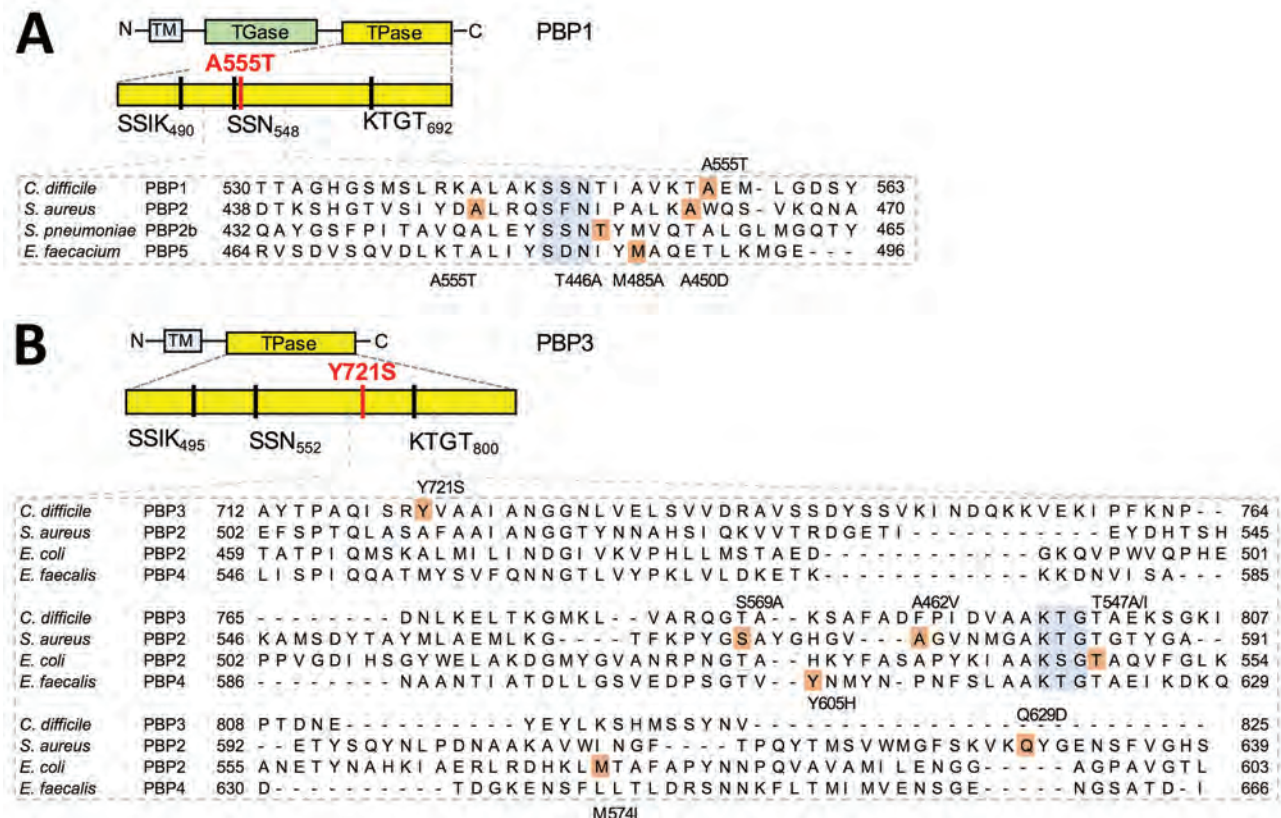 A
N TM TGase TPase C PBP1
A555T
SSIK490 SSN548 KTGT692
A555T
C. difficile PBP1 530 T T A G H G S M S L R K A L A K S S N T I A V K T A E M - L G D S Y 563
S. aureus PBP2 438 D T K S H G T V S I Y D A L R Q S F N I P A L K A W Q S - V K Q N A 470
S. pneumoniae PBP2b 432 Q A Y G S F P I T A V Q A L E Y S S N T Y M V Q T A L G L M G Q T Y 465
E. faecacium PBP5 464 R V S D V S Q V D L K T A L I Y S D N I Y M A Q E T L K M G E - - - 496
A555T T446A M485A A450D
B
N TM TPase C PBP3
Y721S
SSIK495 SSN552 KTGT800
Y721S
C. difficile PBP3 712 A Y T P A Q I S R Y V A A I A N G G N L V E L S V V D R A V S S D Y S S V K I N D Q K K V E K I P F K N P - - 764
S. aureus PBP2 502 E F S P T Q L A S A F A A I A N G G T Y N N A H S I Q K V V T R D G E T I - - - - - - - - - - - E Y D H T S H 545
E. coli PBP2 459 T A T P I Q M S K A L M I L I N D G I V K V P H L L M S T A E D - - - - - - - - - - G K Q V P W V Q P H E 501
E. faecalis PBP4 546 L I S P I Q Q A T M Y S V F Q N N G T L V Y P K L V L D K E T K - - - - - - - - - - K K D N V I S A - - - 585
S569A A462V T547A/I
C. difficile PBP3 765 - - - - - - - - D N L K E L T K G M K L - - V A R Q G T A - - K S A F A D F P I D V A A K T G T A E K S G K I 807
S. aureus PBP2 546 K A M S D Y T A Y M L A E M L K G - - - - T F K P Y G S A Y G H G V - - A G V N M G A K T G T G T Y G A - 591
E. coli PBP2 502 P P V G D I H S G Y W E L A K D G M Y G V A N R P N G T A - - H K Y F A S A P Y K I A A K S G T A Q V F G L K 554
E. faecalis PBP4 586 - - - - - - - N A A N T I A T D L L G S V E D P S G T V - - Y N M Y N - P N F S L A A K T G T A E I K D K Q 629
Y605H Q629D
C. difficile PBP3 808 P T D N E - - - - - - - Y E Y L K S H M S S Y N V - - - - - - - - - - - - - - - - - - - - - - - - - 825
S. aureus PBP2 592 - - E T Y S Q Y N L P D N A A K A V W I N G F - - - - T P Q Y T M S V W M G F S K V K Q Y G E N S F V G H S 639
E. coli PBP2 555 A N E T Y N A H K I A E R L R D H K L M T A F A P Y N N P Q V A V A M I L E N G G - - - - - A G P A V G T L 603
E. faecalis PBP4 630 D - - - - - - - - - T D G K E N S F L L T L D R S N N K F L T M I M V E N S G E - - - - N G S A T D - I 666
M574I